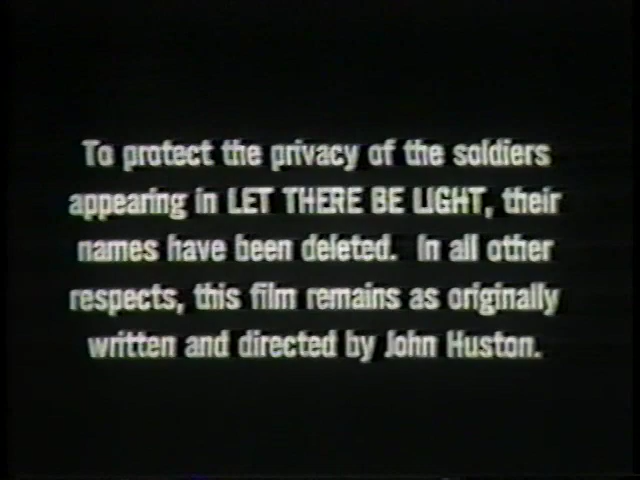 To protect the privacy of the soldiers
appearing in LET THERE BE LIGHT, their
names have been deleted. In all other
respects, this film remains as originally
written and directed by John Huston.